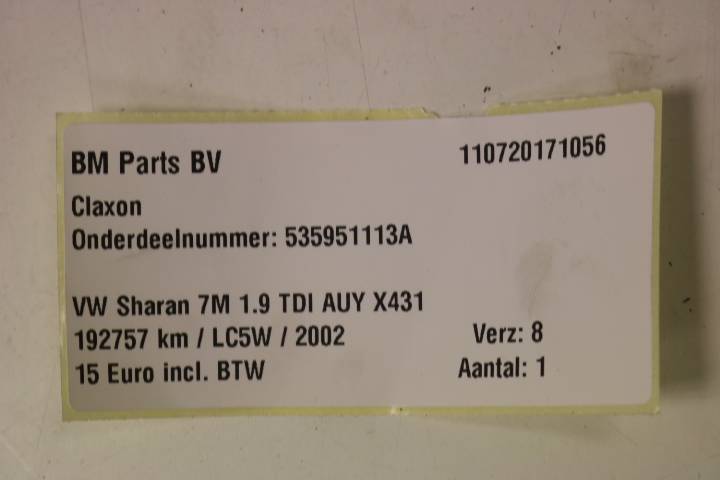 BM Parts BV 110720171056
Claxon
Onderdeelnummer: 535951113A
VW Sharan 7M 1.9 TDI AUY X431
192757 km / LC5W / 2002 Verz: 8
15 Euro incl. BTW Aantal: 1